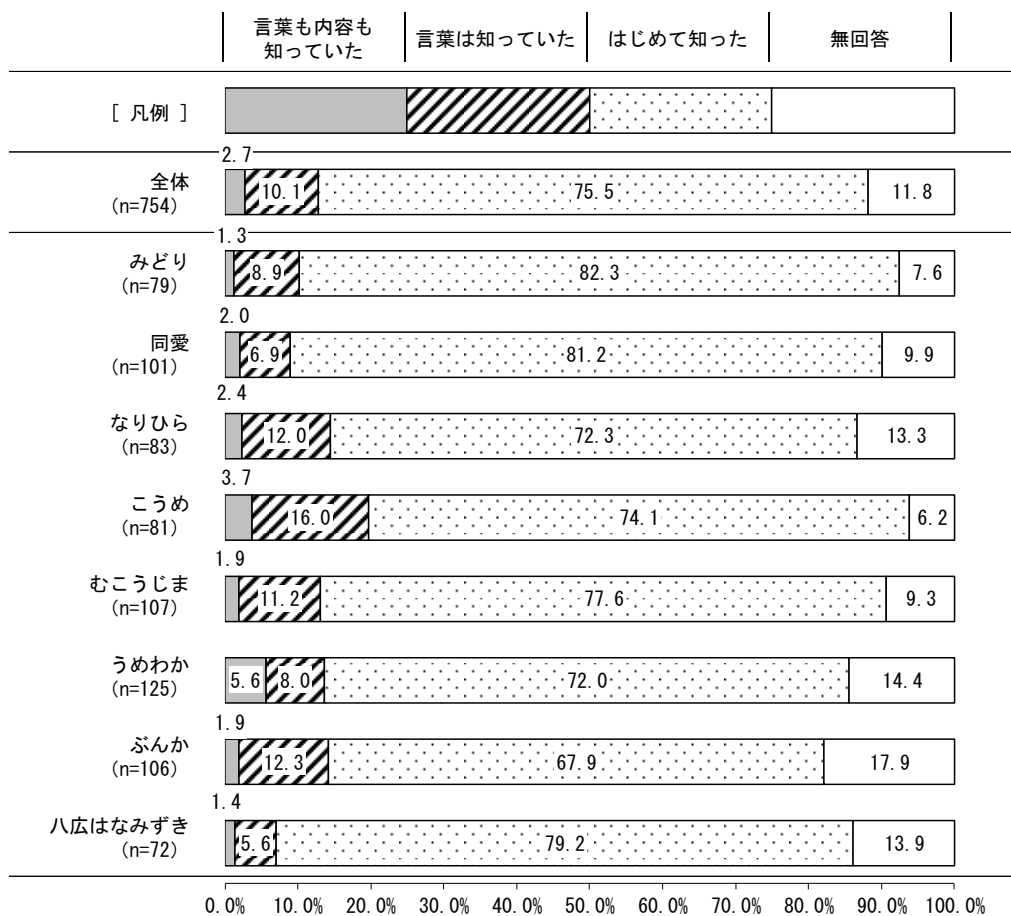 言葉も内容も
知っていた
言葉は知っていた
はじめて知った
無回答
[ 凡例 ]
2.7
全体
(n=754)
10.1
75.5
11.8
1.3
みどり
(n=79)
8.9
82.3
7.6
2.0
同愛
(n=101)
6.9
81.2
9.9
2.4
なりひら
(n=83)
12.0
72.3
13.3
3.7
こうめ
(n=81)
16.0
74.1
6.2
1.9
むこうじま
(n=107)
11.2
77.6
9.3
うめわか
(n=125)
5.6
8.0
72.0
14.4
1.9
ぶんか
(n=106)
12.3
67.9
17.9
1.4
八広はなみずき
(n=72)
5.6
79.2
13.9
0.0% 10.0% 20.0% 30.0% 40.0% 50.0% 60.0% 70.0% 80.0% 90.0% 100.0%